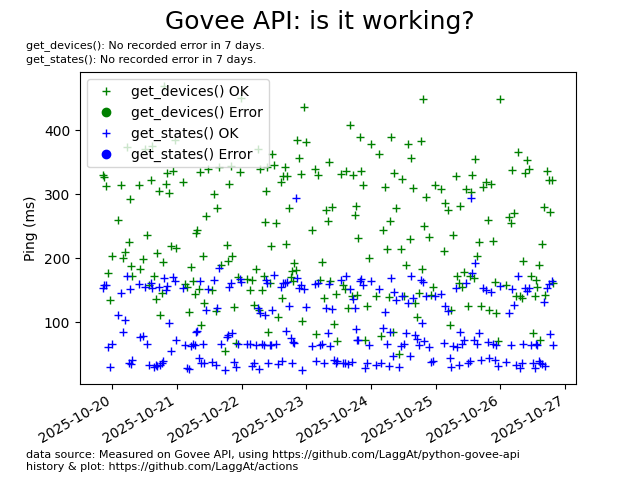 Govee API: is it working?
get_devices(): No recorded error in 7 days.
get_states(): No recorded error in 7 days.
get_devices() OK
get_devices() Error
get_states() OK
get_states() Error
Ping (ms)
400
300
200
100
2025-10-20
2025-10-21
2025-10-22
2025-10-23
2025-10-24
2025-10-25
2025-10-26
2025-10-27
data source: Measured on Govee API, using https://github.com/LaggAt/python-govee-api
history & plot: https://github.com/LaggAt/actions